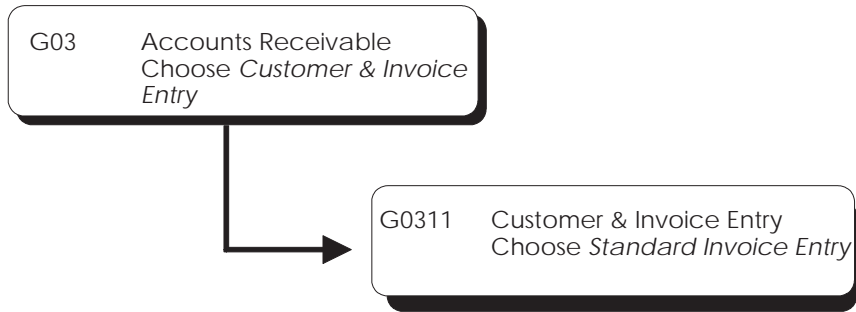 G03 Accounts Receivable
Choose Customer & Invoice
Entry
G0311 Customer & Invoice Entry
Choose Standard Invoice Entry